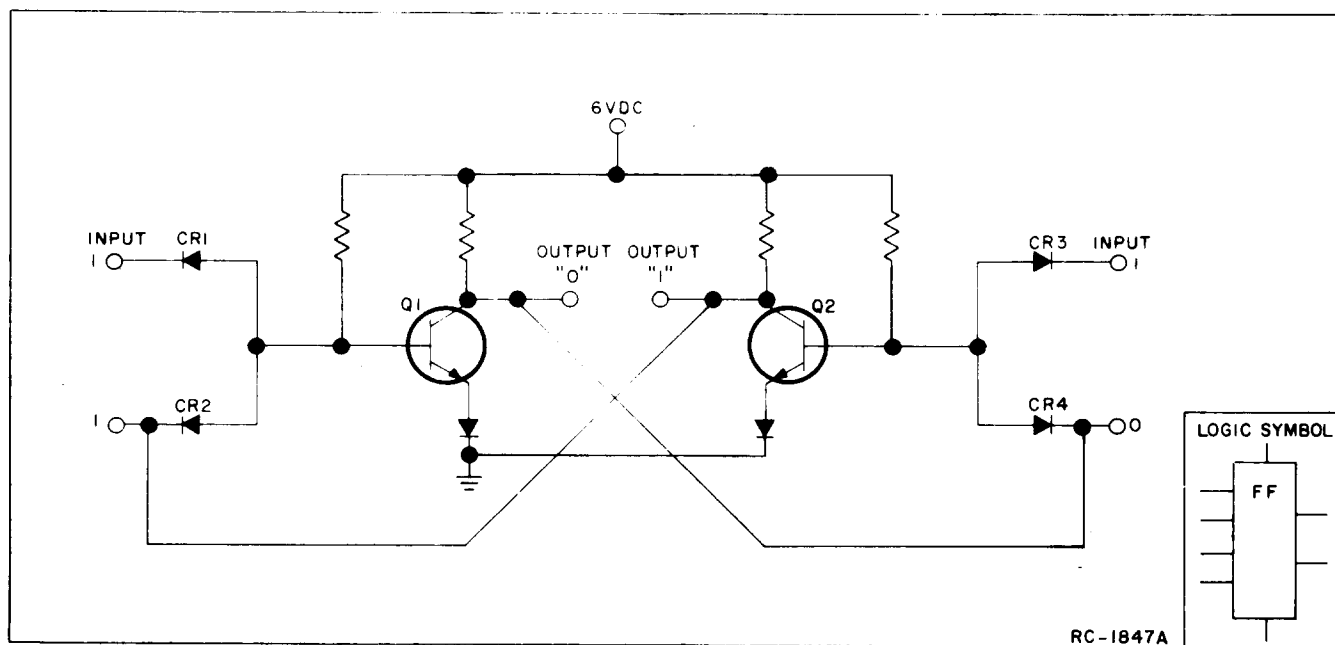 6VDC
INPUT
1
CR1
OUTPUT
"0"
OUTPUT
"1"
CR3
INPUT
1
Q1
Q2
1
CR2
CR4
0
LOGIC SYMBOL
FF
RC-1847A